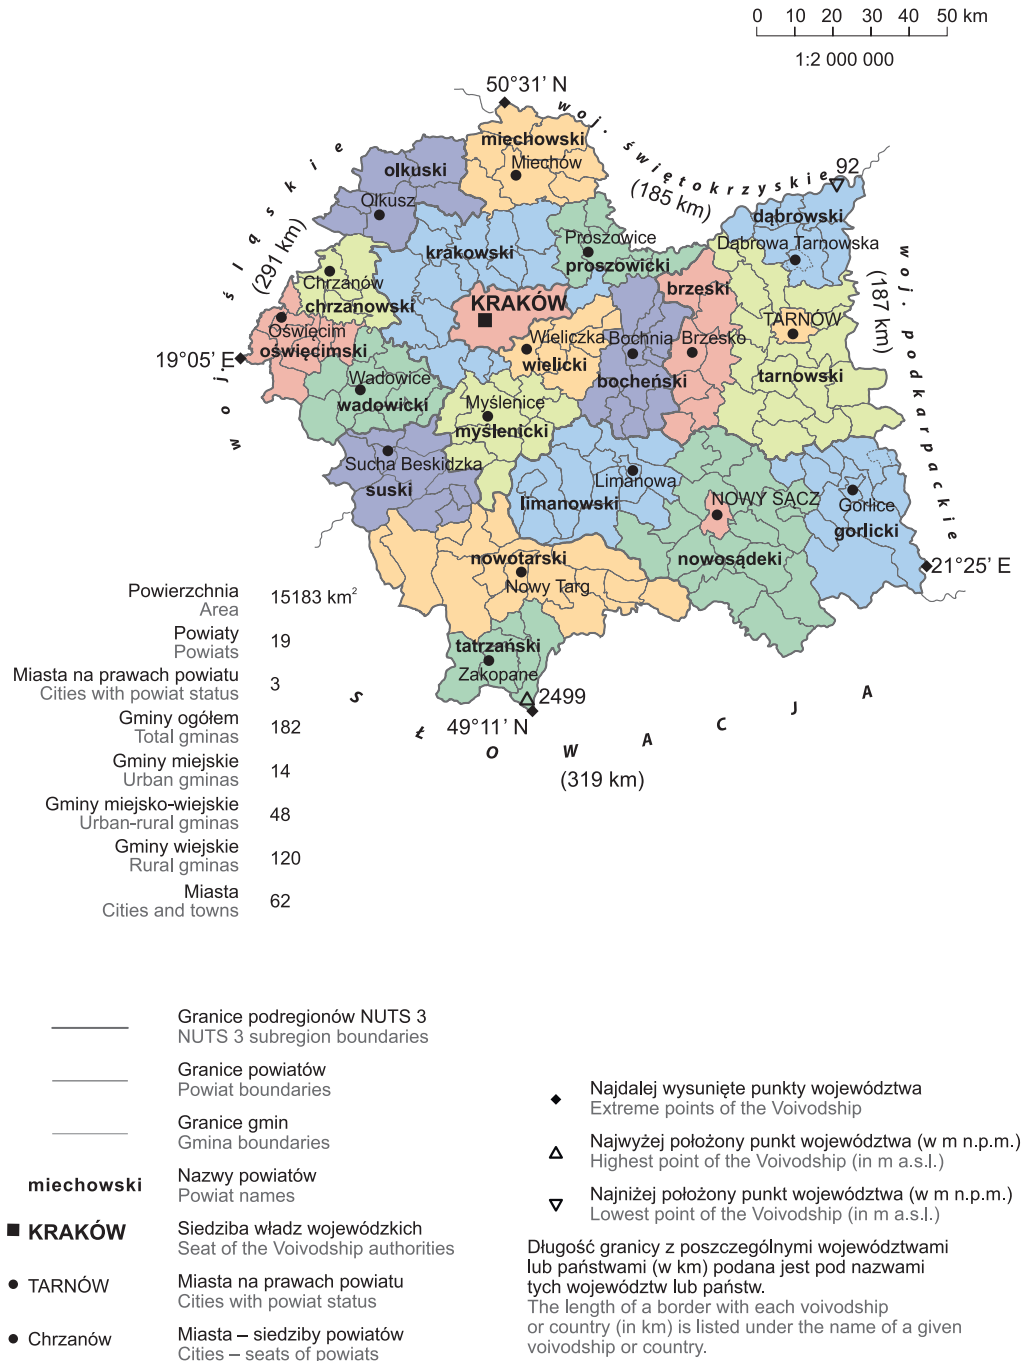 0 10 20 30 40 50 km
1:2 000 000
50°31' N
woj. świętokrzyskie
(185 km)
92
woj. śląskie
(291 km)
woj. podkarpackie
(187 km)
miechowski
Miechów
olkuski
Olkusz
dąbrowski
Dąbrowa Tarnowska
krakowski
Proszowice
proszowicki
Chrzanów
chrzanowski
brzeski
KRAKÓW
TARNÓW
Oświęcim
oświęcimski
Wieliczka
wielicki
Bochnia
bocheński
Brzesko
19°05' E
tarnowski
Wadowice
wadowicki
Myślenice
myślenicki
Sucha Beskidzka
suski
Limanowa
limanowski
NOWY SĄCZ
nowosądeki
Gorlice
gorlicki
nowotarski
Nowy Targ
21°25' E
tatrzański
Zakopane
2499
49°11' N
SŁOWACJA
(319 km)
Powierzchnia
Area
15183 km²
Powiaty
Powiats
19
Miasta na prawach powiatu
Cities with powiat status
3
Gminy ogółem
Total gminas
182
Gminy miejskie
Urban gminas
14
Gminy miejsko-wiejskie
Urban-rural gminas
48
Gminy wiejskie
Rural gminas
120
Miasta
Cities and towns
62
Granice podregionów NUTS 3
NUTS 3 subregion boundaries
Granice powiatów
Powiat boundaries
Granice gmin
Gmina boundaries
miechowski
Nazwy powiatów
Powiat names
KRAKÓW
Siedziba władz wojewódzkich
Seat of the Voivodship authorities
TARNÓW
Miasta na prawach powiatu
Cities with powiat status
Chrzanów
Miasta – siedziby powiatów
Cities – seats of powiats
Najdalej wysunięte punkty województwa
Extreme points of the Voivodship
Najwyżej położony punkt województwa (w m n.p.m.)
Highest point of the Voivodship (in m a.s.l.)
Najniżej położony punkt województwa (w m n.p.m.)
Lowest point of the Voivodship (in m a.s.l.)
Długość granicy z poszczególnymi województwami
lub państwami (w km) podana jest pod nazwami
tych województw lub państw.
The length of a border with each voivodship
or country (in km) is listed under the name of a given
voivodship or country.